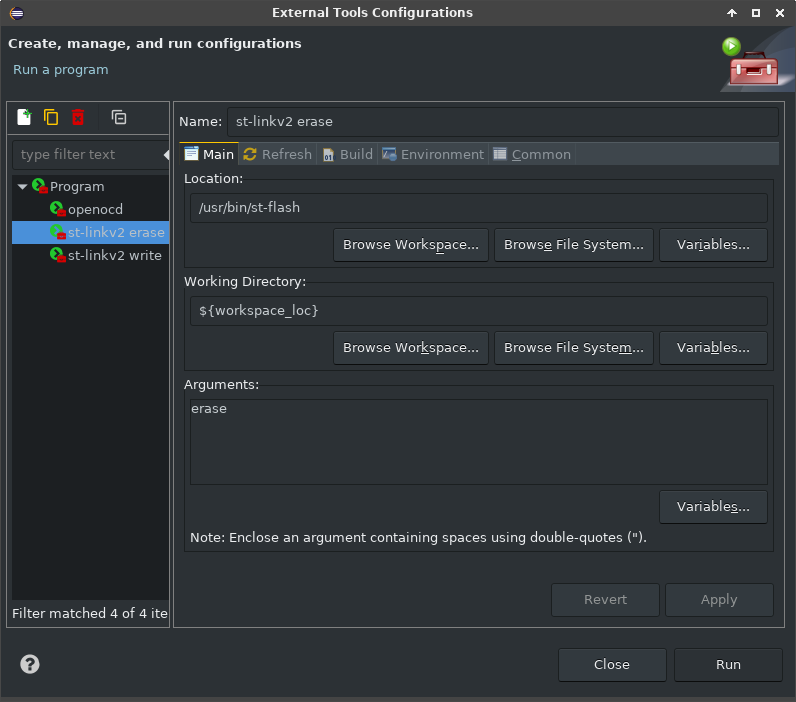 External Tools Configurations
Create, manage, and run configurations
Run a program
Name: st-linkv2 erase
type filter text
Main Refresh Build Environment Common
Program
openocd
st-linkv2 erase
st-linkv2 write
Filter matched 4 of 4 ite
Location:
/usr/bin/st-flash
Browse Workspace... Browse File System... Variables...
Working Directory:
${workspace_loc}
Browse Workspace... Browse File System... Variables...
Arguments:
erase
Variables...
Note: Enclose an argument containing spaces using double-quotes (").
Revert Apply
Close Run